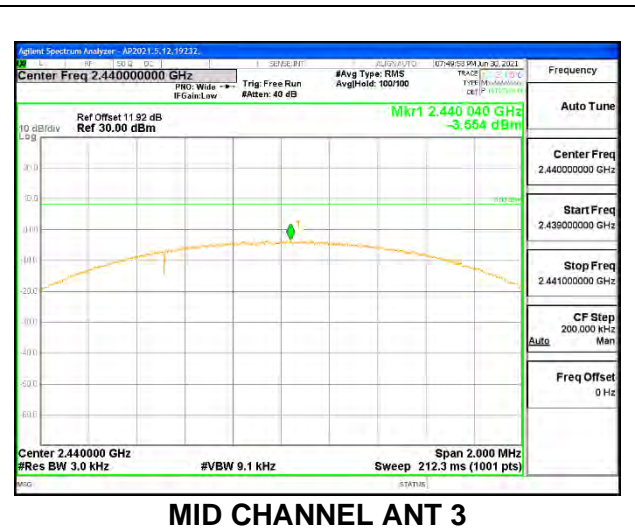 Agilent Spectrum Analyzer - AP2021.5.12,19232,
RF 50 Ω DC SENSE:INT ALIGN AUTO 07:49:53 PM Jun 30, 2021
Center Freq 2.440000000 GHz
PNO: Wide
IFGain:Low
Trig: Free Run
#Atten: 40 dB
#Avg Type: RMS
Avg|Hold: 100/100
TRACE
TYPE
DET
Frequency
Auto Tune
Mkr1 2.440 040 GHz
-3.554 dBm
Ref Offset 11.92 dB
10 dB/div Ref 30.00 dBm
Log
Center Freq
2.440000000 GHz
Start Freq
2.439000000 GHz
Stop Freq
2.441000000 GHz
CF Step
200.000 kHz
Auto Man
Freq Offset
0 Hz
Center 2.440000 GHz Span 2.000 MHz
#Res BW 3.0 kHz #VBW 9.1 kHz Sweep 212.3 ms (1001 pts)
MSG STATUS
MID CHANNEL ANT 3